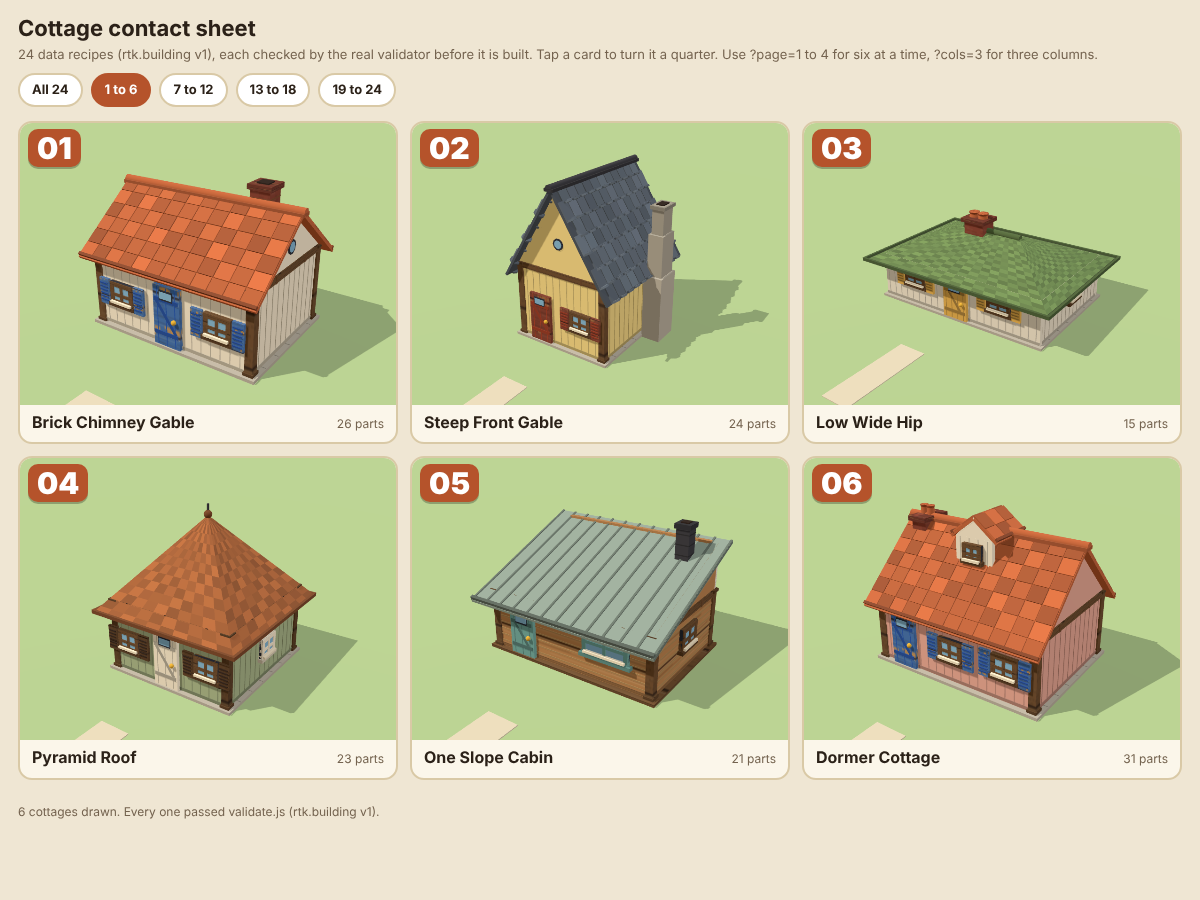 Cottage contact sheet
24 data recipes (rtk.building v1), each checked by the real validator before it is built. Tap a card to turn it a quarter. Use ?page=1 to 4 for six at a time, ?cols=3 for three columns.
All 24
1 to 6
7 to 12
13 to 18
19 to 24
01
Brick Chimney Gable
26 parts
02
Steep Front Gable
24 parts
03
Low Wide Hip
15 parts
04
Pyramid Roof
23 parts
05
One Slope Cabin
21 parts
06
Dormer Cottage
31 parts
6 cottages drawn. Every one passed validate.js (rtk.building v1).